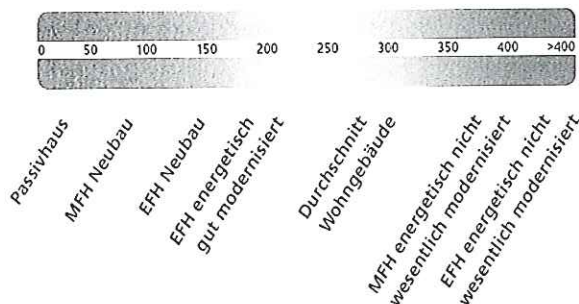 0 50 100 150 200 250 300 350 400 >400
Passivhaus
MFH Neubau
EFH Neubau
EFH energetisch
gut modernisiert
Durchschnitt
Wohngebäude
MFH energetisch nicht
wesentlich modernisiert
EFH energetisch nicht
wesentlich modernisiert